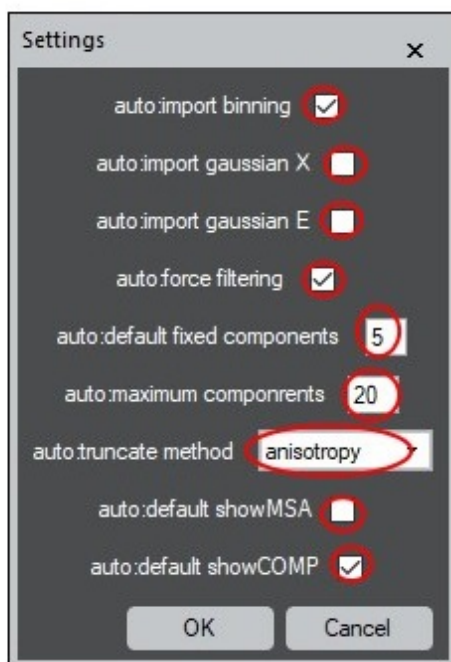 Settings
auto:import binning
auto:import gaussian X
auto:import gaussian E
auto:force filtering
auto:default fixed components 5
auto:maximum componrents 20
auto:truncate method anisotropy
auto:default showMSA
auto:default showCOMP
OK Cancel